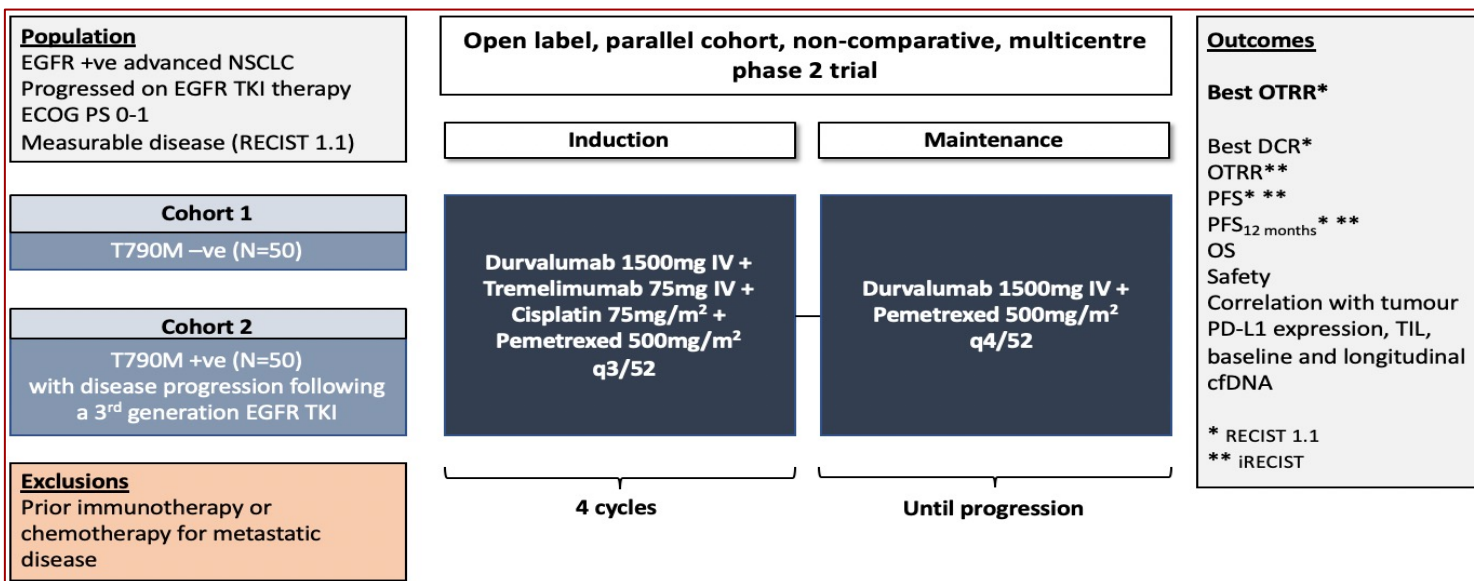 Population
EGFR +ve advanced NSCLC
Progressed on EGFR TKI therapy
ECOG PS 0-1
Measurable disease (RECIST 1.1)
Cohort 1
T790M –ve (N=50)
Cohort 2
T790M +ve (N=50)
with disease progression following
a 3rd generation EGFR TKI
Exclusions
Prior immunotherapy or
chemotherapy for metastatic
disease
Open label, parallel cohort, non-comparative, multicentre
phase 2 trial
Induction
Durvalumab 1500mg IV +
Tremelimumab 75mg IV +
Cisplatin 75mg/m² +
Pemetrexed 500mg/m²
q3/52
4 cycles
Maintenance
Durvalumab 1500mg IV +
Pemetrexed 500mg/m²
q4/52
Until progression
Outcomes
Best OTRR*
Best DCR*
OTRR**
PFS* **
PFS12 months* **
OS
Safety
Correlation with tumour
PD-L1 expression, TIL,
baseline and longitudinal
cfDNA
* RECIST 1.1
** iRECIST